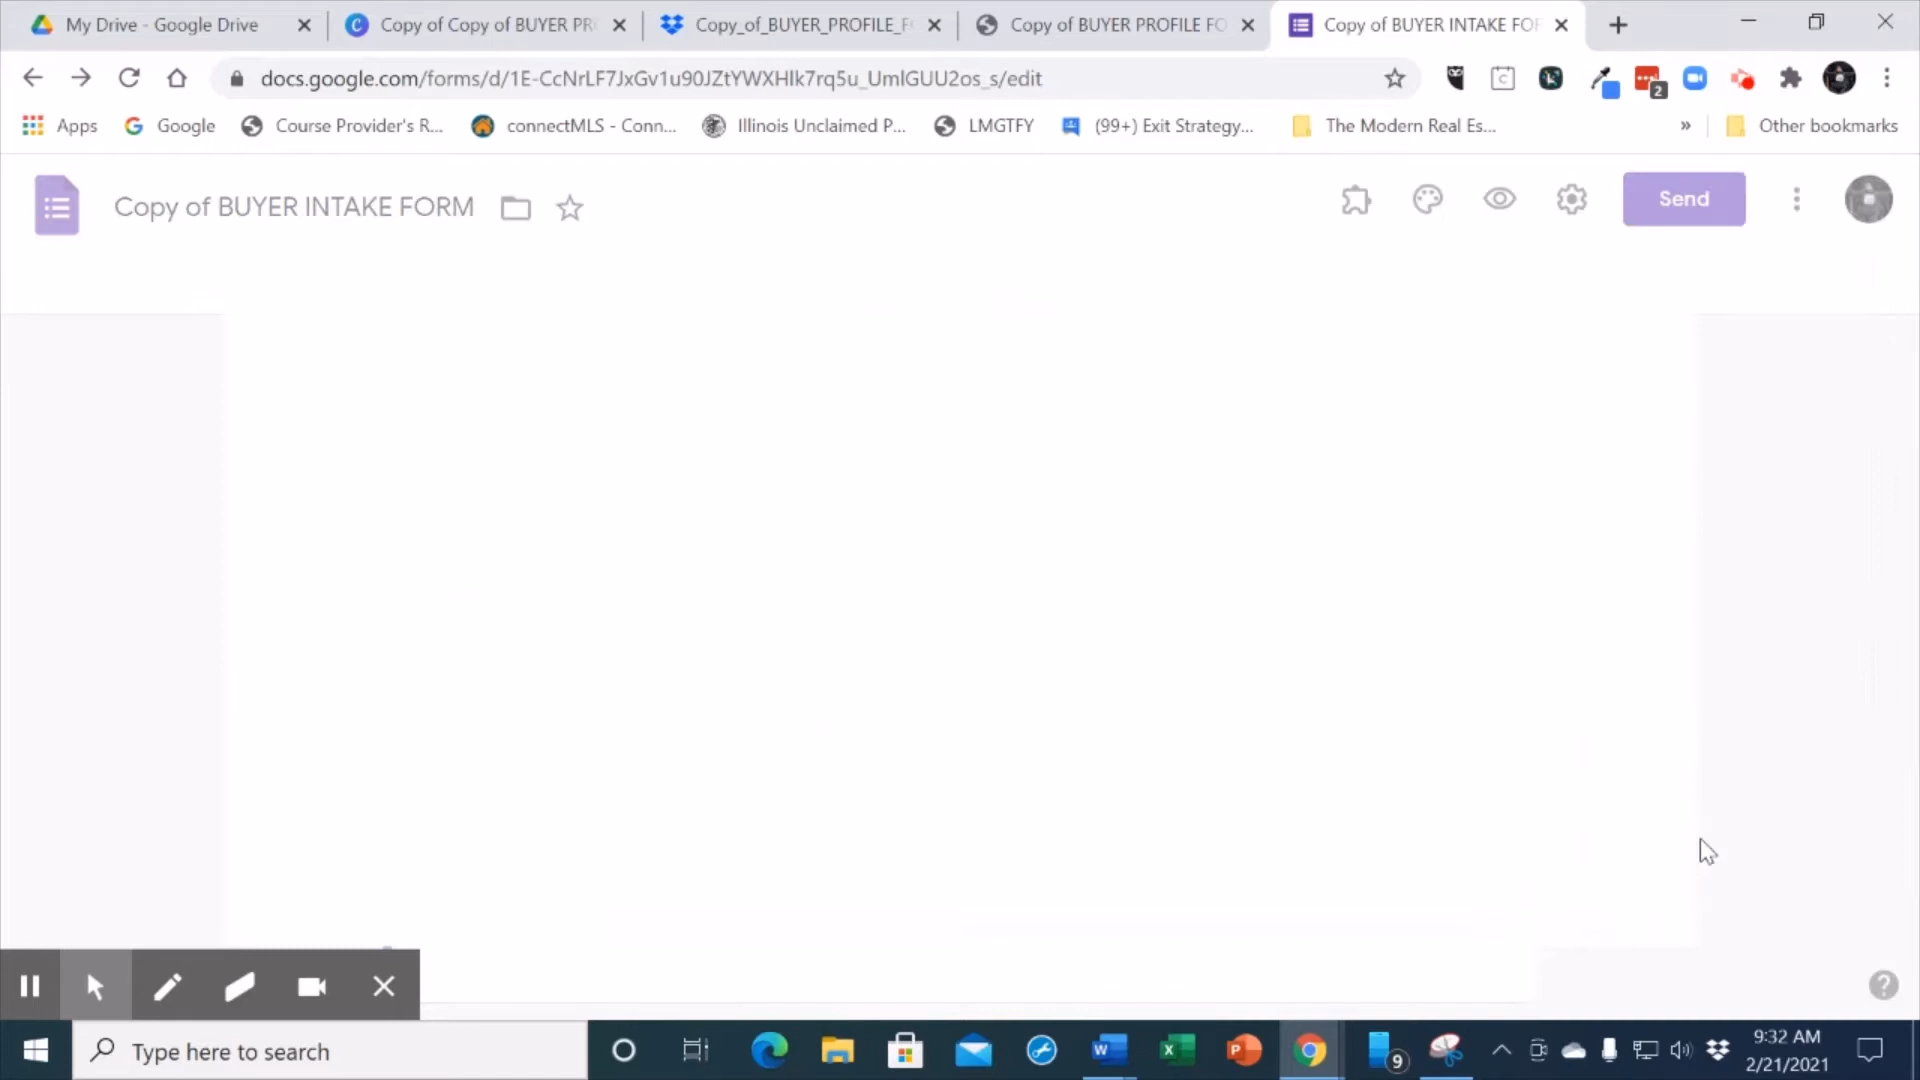 My Drive - Google Drive
Copy of Copy of BUYER PR
Copy_of_BUYER_PROFILE_F
Copy of BUYER PROFILE FO
Copy of BUYER INTAKE FOR
docs.google.com/forms/d/1E-CcNrLF7JxGv1u90JZtYWXHlk7rq5u_UmlGUU2os_s/edit
2
Apps
Google
Course Provider's R...
connectMLS - Conn...
Illinois Unclaimed P...
LMGTFY
(99+) Exit Strategy...
The Modern Real Es...
»
Other bookmarks
Copy of BUYER INTAKE FORM
Send
Type here to search
9
9:32 AM
2/21/2021